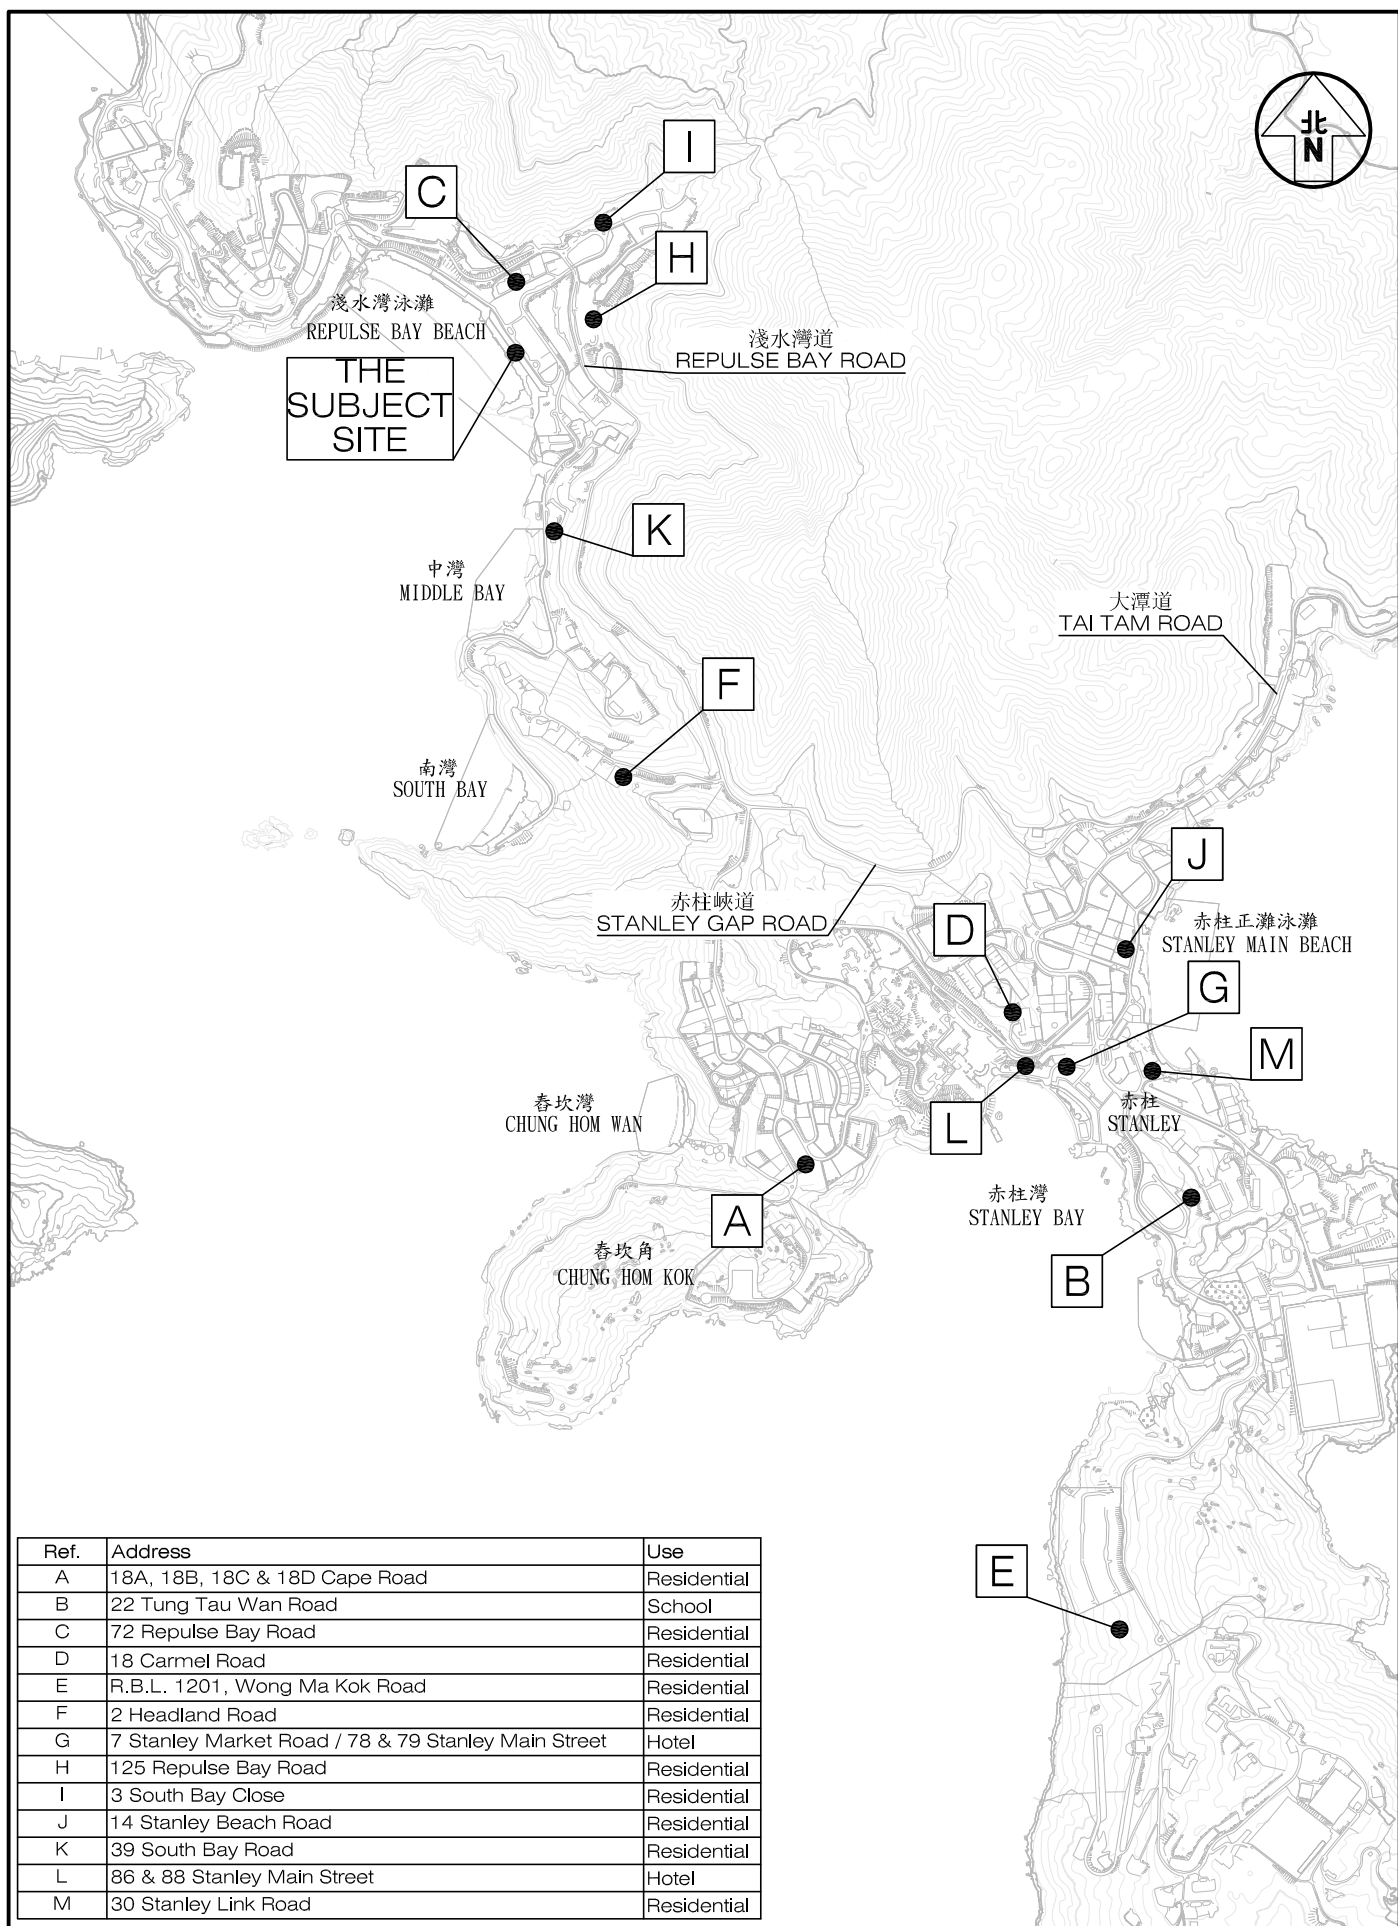 北
N
I
C
H
淺水灣泳灘
REPULSE BAY BEACH
淺水灣道
REPULSE BAY ROAD
THE
SUBJECT
SITE
K
中灣
MIDDLE BAY
大潭道
TAI TAM ROAD
F
南灣
SOUTH BAY
J
赤柱峽道
STANLEY GAP ROAD
D
赤柱正灘泳灘
STANLEY MAIN BEACH
G
M
舂坎灣
CHUNG HOM WAN
L
赤柱
STANLEY
A
赤柱灣
STANLEY BAY
舂坎角
CHUNG HOM KOK
B
E
Ref. Address Use
A 18A, 18B, 18C & 18D Cape Road Residential
B 22 Tung Tau Wan Road School
C 72 Repulse Bay Road Residential
D 18 Carmel Road Residential
E R.B.L. 1201, Wong Ma Kok Road Residential
F 2 Headland Road Residential
G 7 Stanley Market Road / 78 & 79 Stanley Main Street Hotel
H 125 Repulse Bay Road Residential
I 3 South Bay Close Residential
J 14 Stanley Beach Road Residential
K 39 South Bay Road Residential
L 86 & 88 Stanley Main Street Hotel
M 30 Stanley Link Road Residential